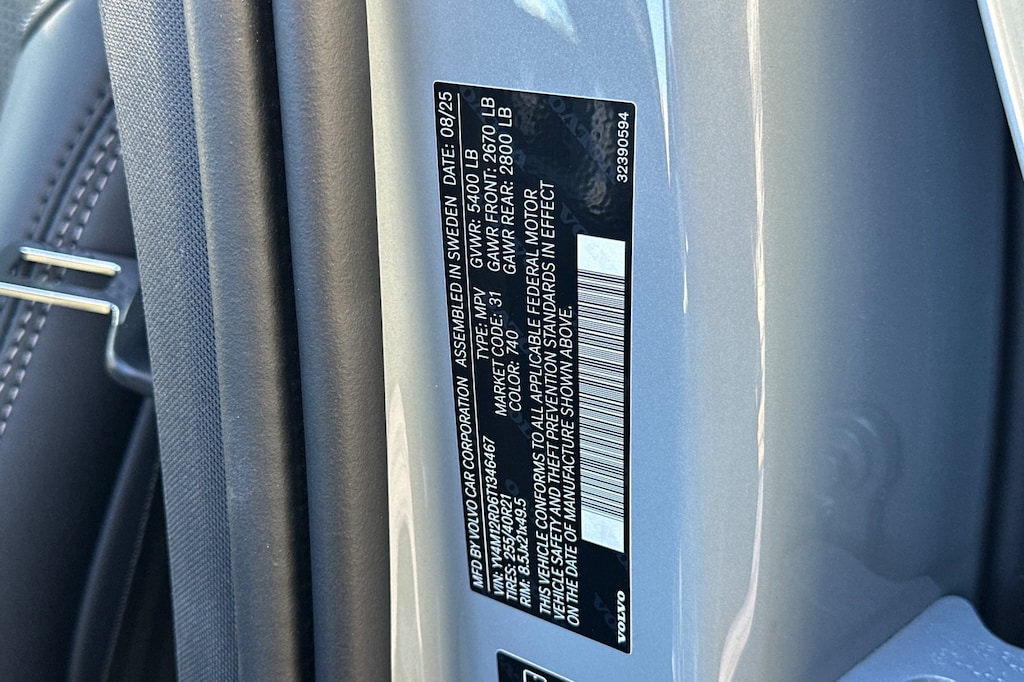 MFD BY VOLVO CAR CORPORATION ASSEMBLED IN SWEDEN DATE: 08/25
VIN: YV4M12RD6T1346467 TYPE: MPV GVWR: 5400 LB
TIRES: 255/40R21 MARKET CODE: 31 GAWR FRONT: 2670 LB
RIM: 8.5Jx21x49.5 COLOR: 740 GAWR REAR: 2800 LB
THIS VEHICLE CONFORMS TO ALL APPLICABLE FEDERAL MOTOR
VEHICLE SAFETY AND THEFT PREVENTION STANDARDS IN EFFECT
ON THE DATE OF MANUFACTURE SHOWN ABOVE.
VOLVO
32390594